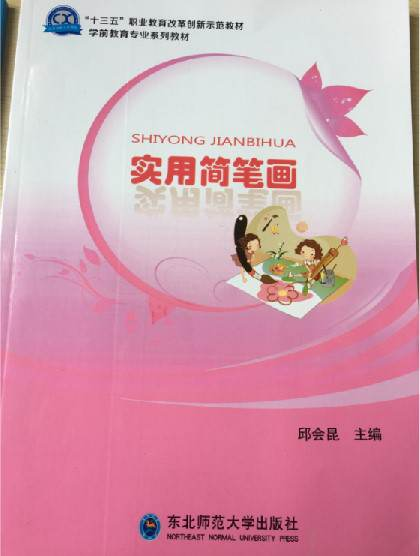 “十三五”职业教育改革创新示范教材
学前教育专业系列教材
SHIYONG JIANBIHUA
实用简笔画
邱会昆 主编
东北师范大学出版社
NORTHEAST NORMAL UNIVERSITY PRESS